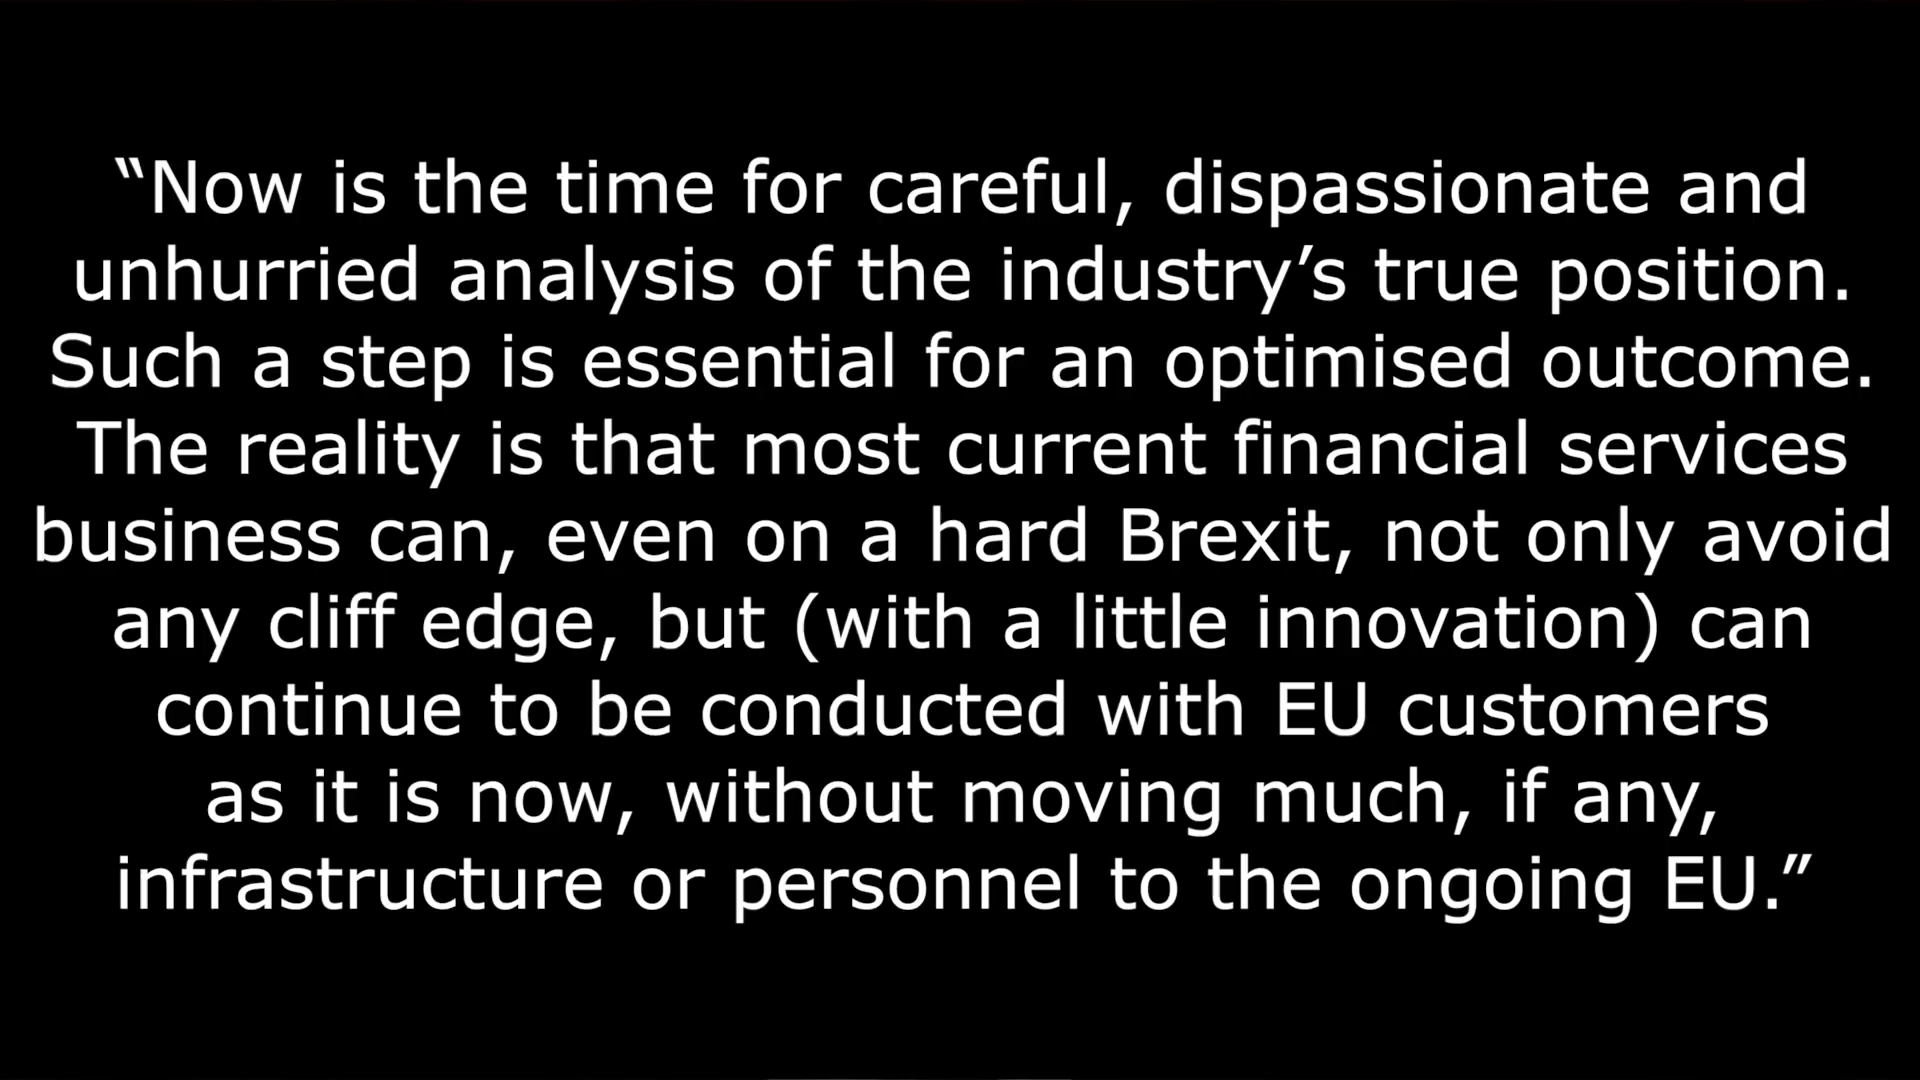 “Now is the time for careful, dispassionate and
unhurried analysis of the industry’s true position.
Such a step is essential for an optimised outcome.
The reality is that most current financial services
business can, even on a hard Brexit, not only avoid
any cliff edge, but (with a little innovation) can
continue to be conducted with EU customers
as it is now, without moving much, if any,
infrastructure or personnel to the ongoing EU.”